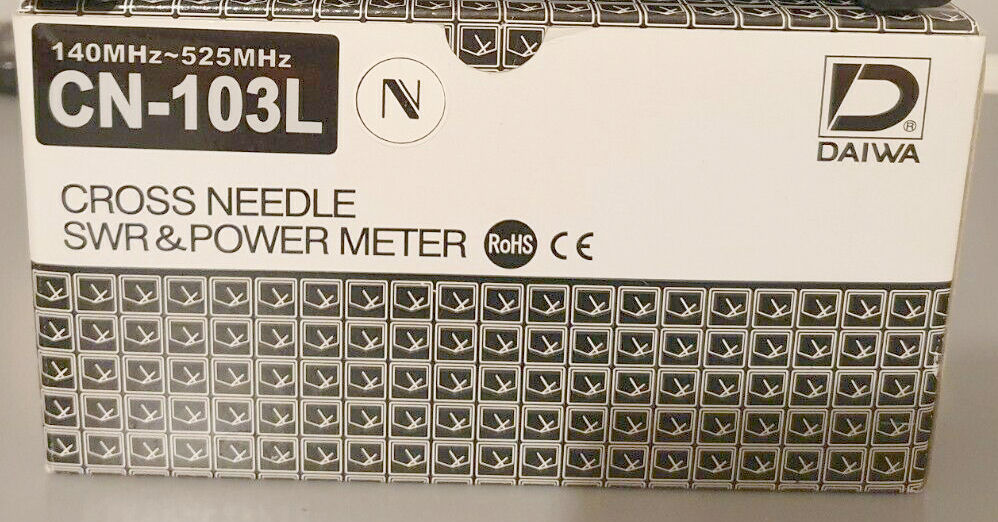 140MHz~525MHz
CN-103L
N
D®
DAIWA
CROSS NEEDLE
SWR & POWER METER RoHS CE